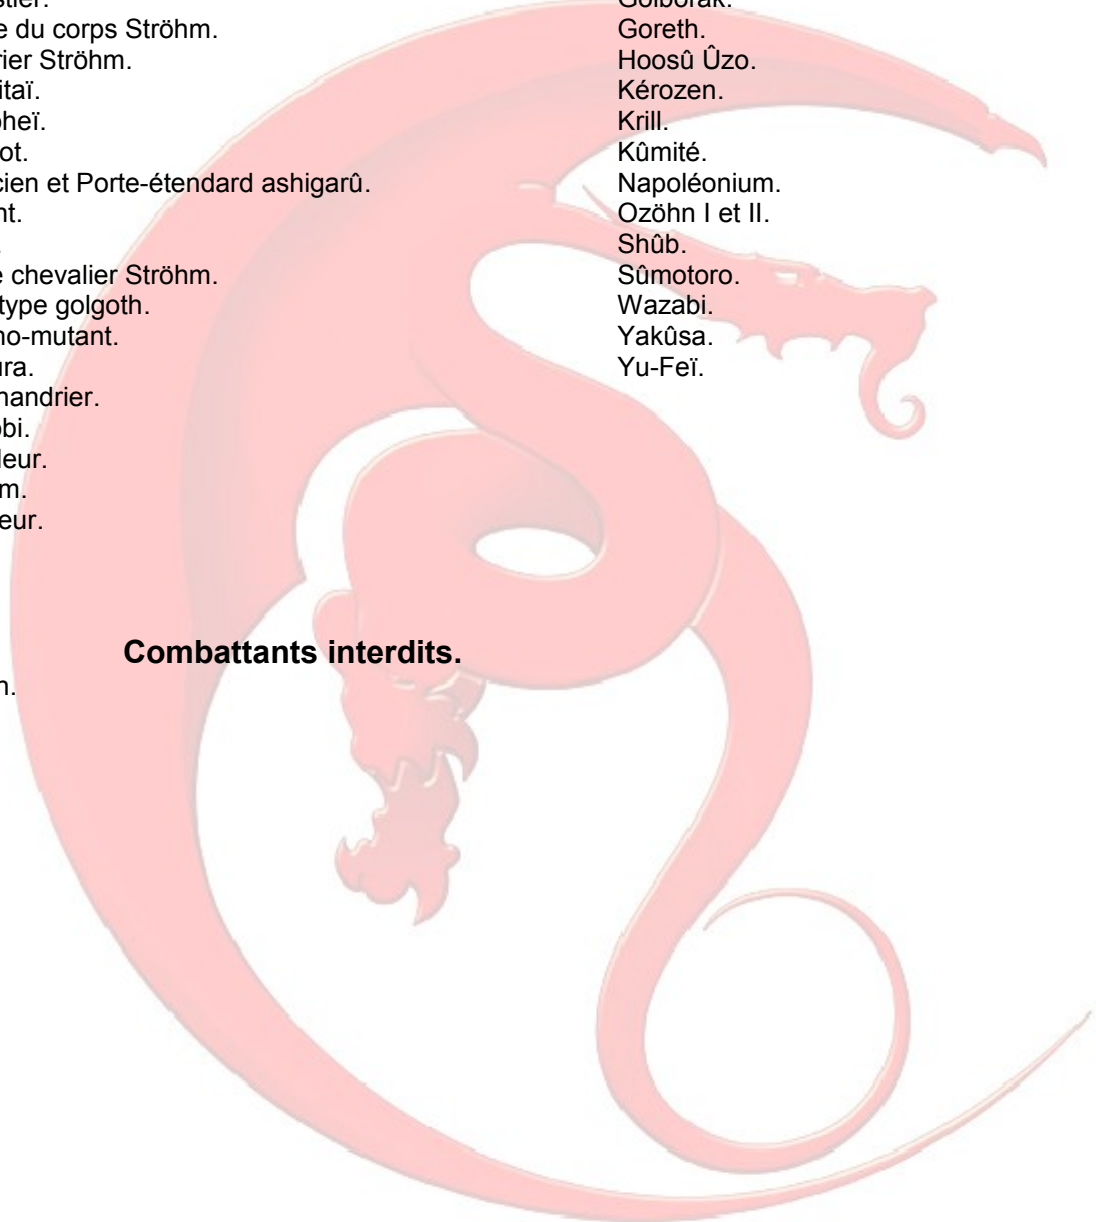 stier.
e du corps Ströhm.
rier Ströhm.
itaï.
oheï.
ot.
cien et Porte-étendard ashigarû.
nt.
.
e chevalier Ströhm.
type golgoth.
no-mutant.
ura.
nandrier.
obi.
leur.
m.
eur.
Golborak.
Goreth.
Hoosû Ûzo.
Kérozen.
Krill.
Kûmité.
Napoléonium.
Ozöhn I et II.
Shûb.
Sûmotoro.
Wazabi.
Yakûsa.
Yu-Feï.
Combattants interdits.
n.